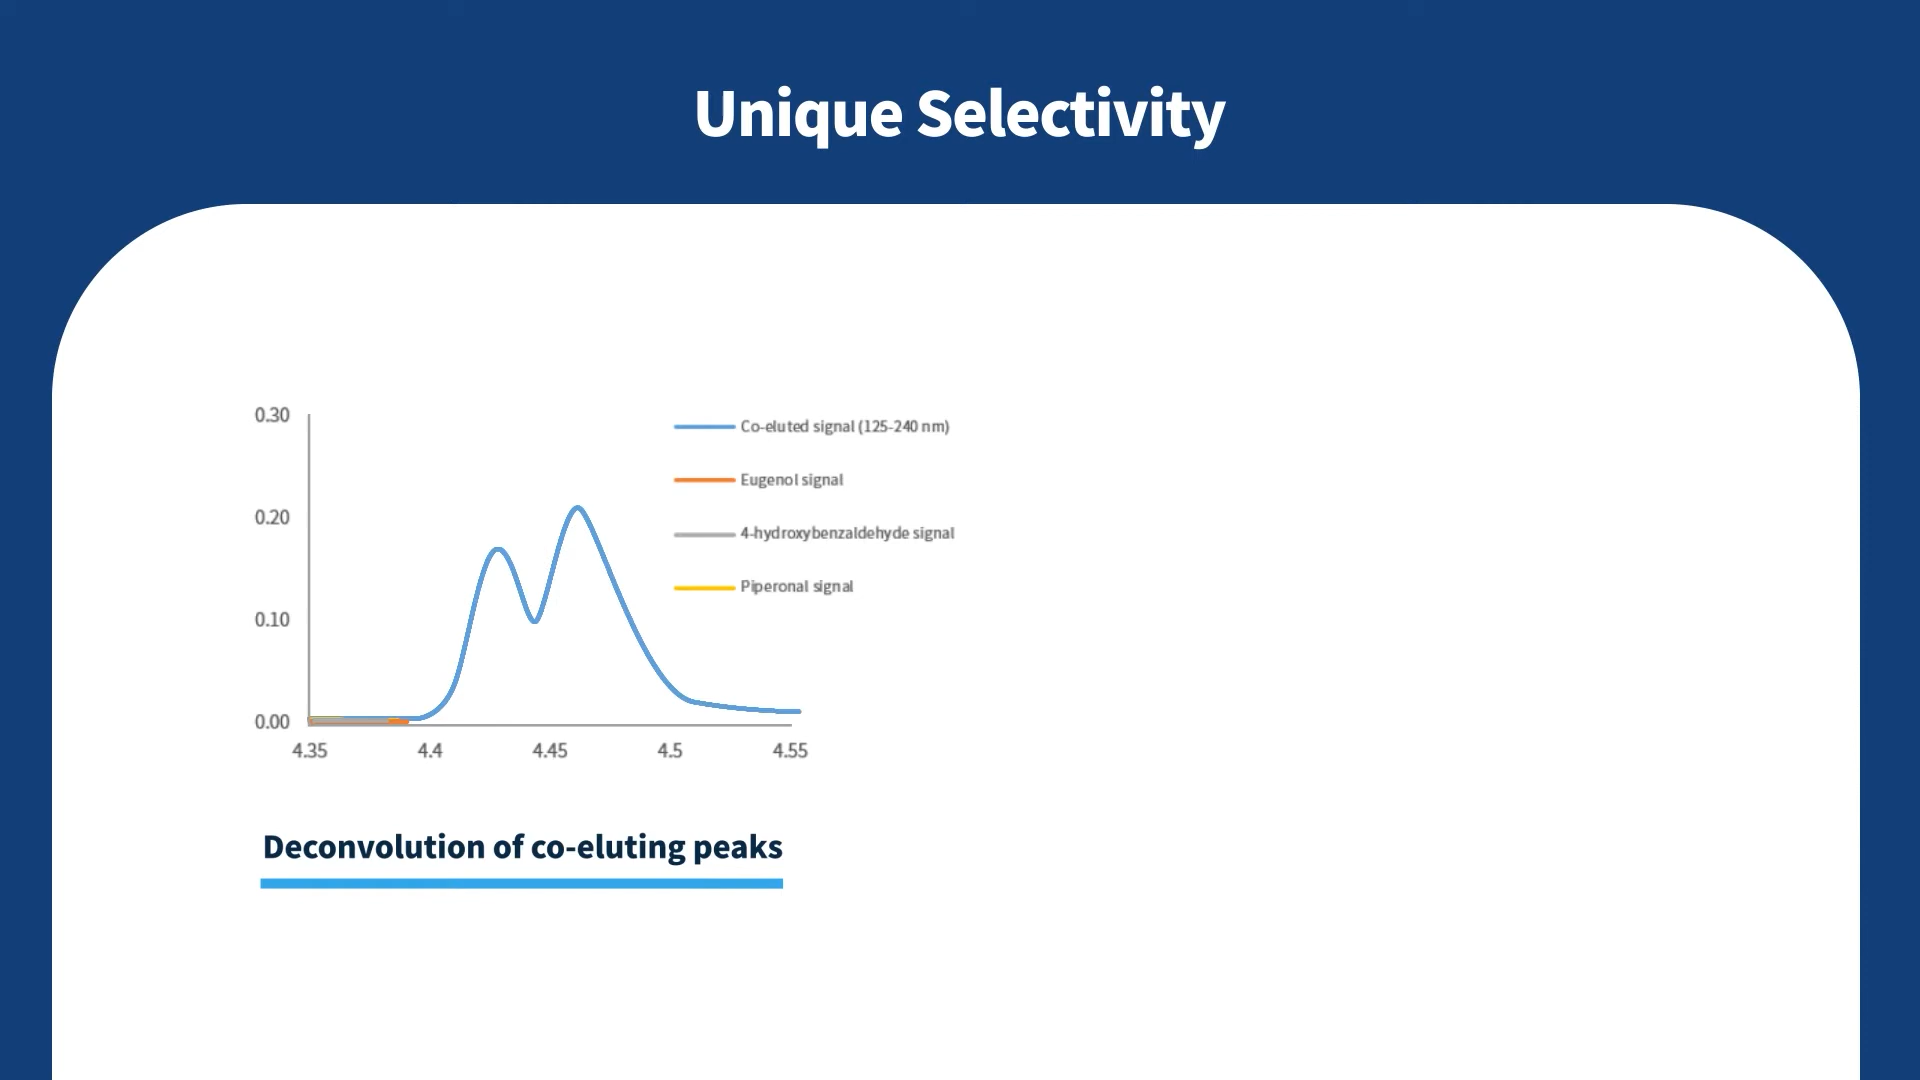 Unique Selectivity
0.30
0.20
0.10
0.00
4.35 4.4 4.45 4.5 4.55
Co-eluted signal (125-240 nm)
Eugenol signal
4-hydroxybenzaldehyde signal
Piperonal signal
Deconvolution of co-eluting peaks